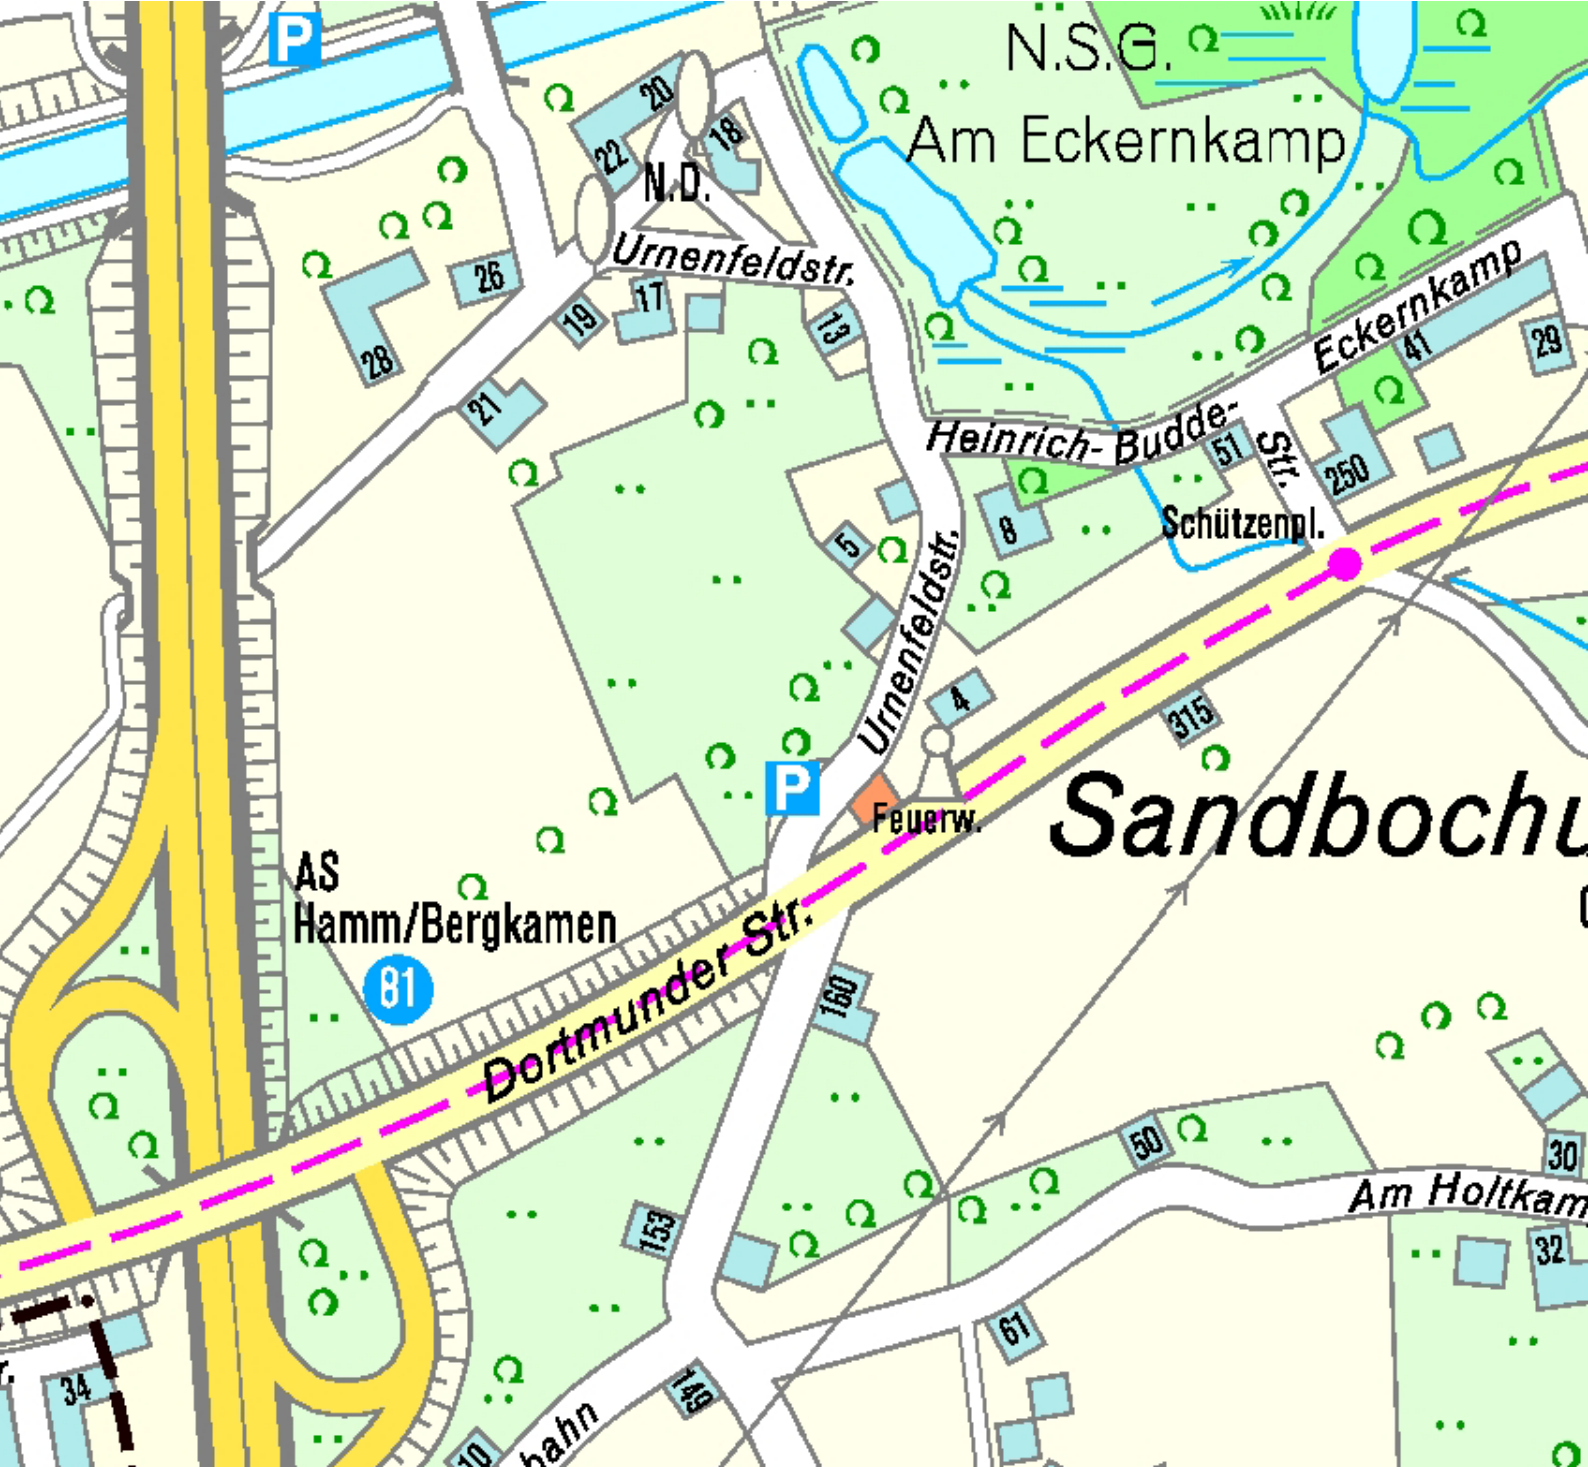 P
N.S.G.
Am Eckernkamp
20
22
18
N.D.
Urnenfeldstr.
26
28
19
17
13
21
Eckernkamp
41
29
Heinrich-Budde-
Str.
51
250
Schützenpl.
8
5
Urnenfeldstr.
4
315
P
Feuerw.
Sandbochu
AS
Hamm/Bergkamen
81
Dortmunder Str.
160
50
30
Am Holtkam
153
32
61
149
34
r.
10
bahn